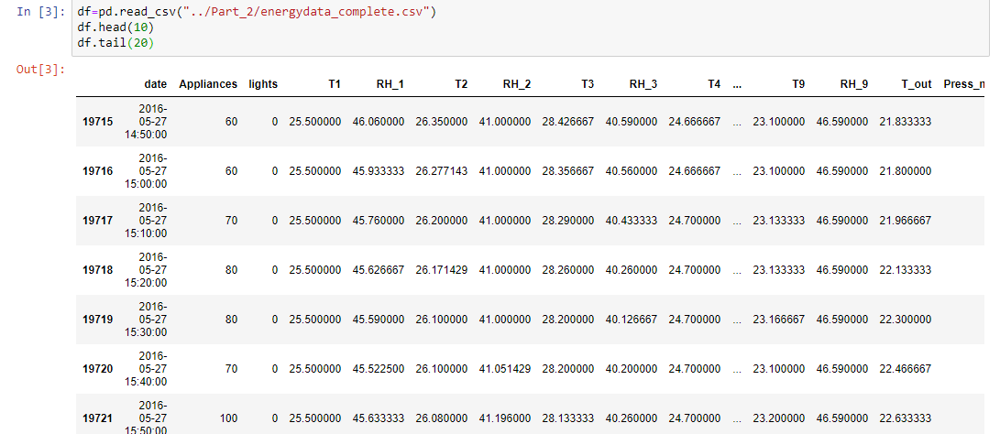 In [3]: df=pd.read_csv("../Part_2/energydata_complete.csv")
df.head(10)
df.tail(20)
Out[3]:
date Appliances lights T1 RH_1 T2 RH_2 T3 RH_3 T4 ... T9 RH_9 T_out Press_m
2016-
19715 05-27 60 0 25.500000 46.060000 26.350000 41.000000 28.426667 40.590000 24.666667 ... 23.100000 46.590000 21.833333
14:50:00
2016-
19716 05-27 60 0 25.500000 45.933333 26.277143 41.000000 28.356667 40.560000 24.666667 ... 23.100000 46.590000 21.800000
15:00:00
2016-
19717 05-27 70 0 25.500000 45.760000 26.200000 41.000000 28.290000 40.433333 24.700000 ... 23.133333 46.590000 21.966667
15:10:00
2016-
19718 05-27 80 0 25.500000 45.626667 26.171429 41.000000 28.260000 40.260000 24.700000 ... 23.133333 46.590000 22.133333
15:20:00
2016-
19719 05-27 80 0 25.500000 45.590000 26.100000 41.000000 28.200000 40.126667 24.700000 ... 23.166667 46.590000 22.300000
15:30:00
2016-
19720 05-27 70 0 25.500000 45.522500 26.100000 41.051429 28.200000 40.200000 24.700000 ... 23.100000 46.590000 22.466667
15:40:00
2016-
19721 05-27 100 0 25.500000 45.633333 26.080000 41.196000 28.133333 40.260000 24.700000 ... 23.200000 46.590000 22.633333
15:50:00